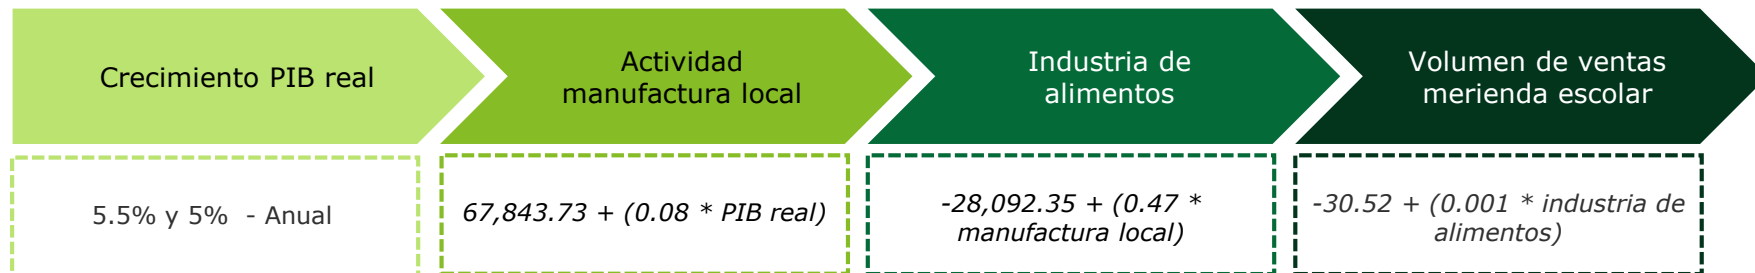 Crecimiento PIB real
Actividad
manufactura local
Industria de
alimentos
Volumen de ventas
merienda escolar
5.5% y 5%  - Anual
67,843.73 + (0.08 * PIB real)
-28,092.35 + (0.47 *
manufactura local)
-30.52 + (0.001 * industria de
alimentos)